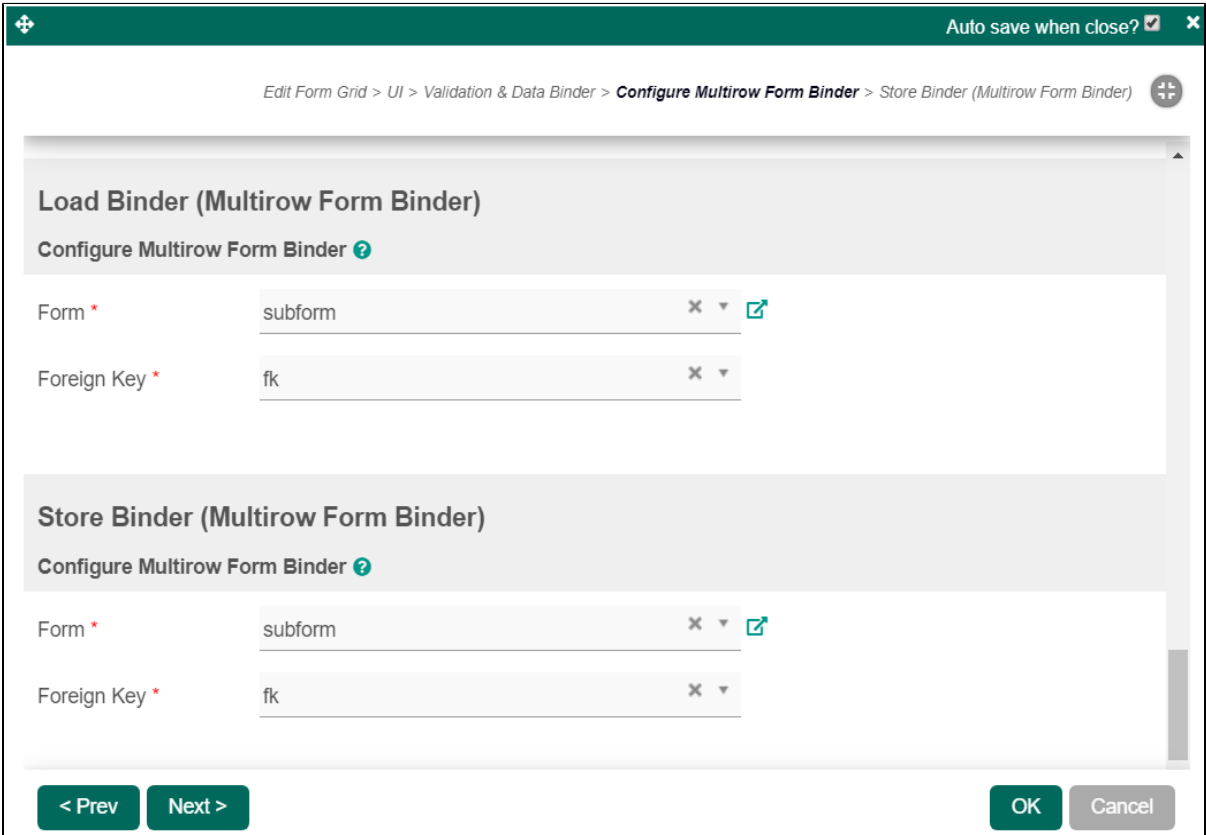 Auto save when close?
Edit Form Grid > UI > Validation & Data Binder > Configure Multirow Form Binder > Store Binder (Multirow Form Binder)
Load Binder (Multirow Form Binder)
Configure Multirow Form Binder ?
Form * subform
Foreign Key * fk
Store Binder (Multirow Form Binder)
Configure Multirow Form Binder ?
Form * subform
Foreign Key * fk
< Prev Next > OK Cancel